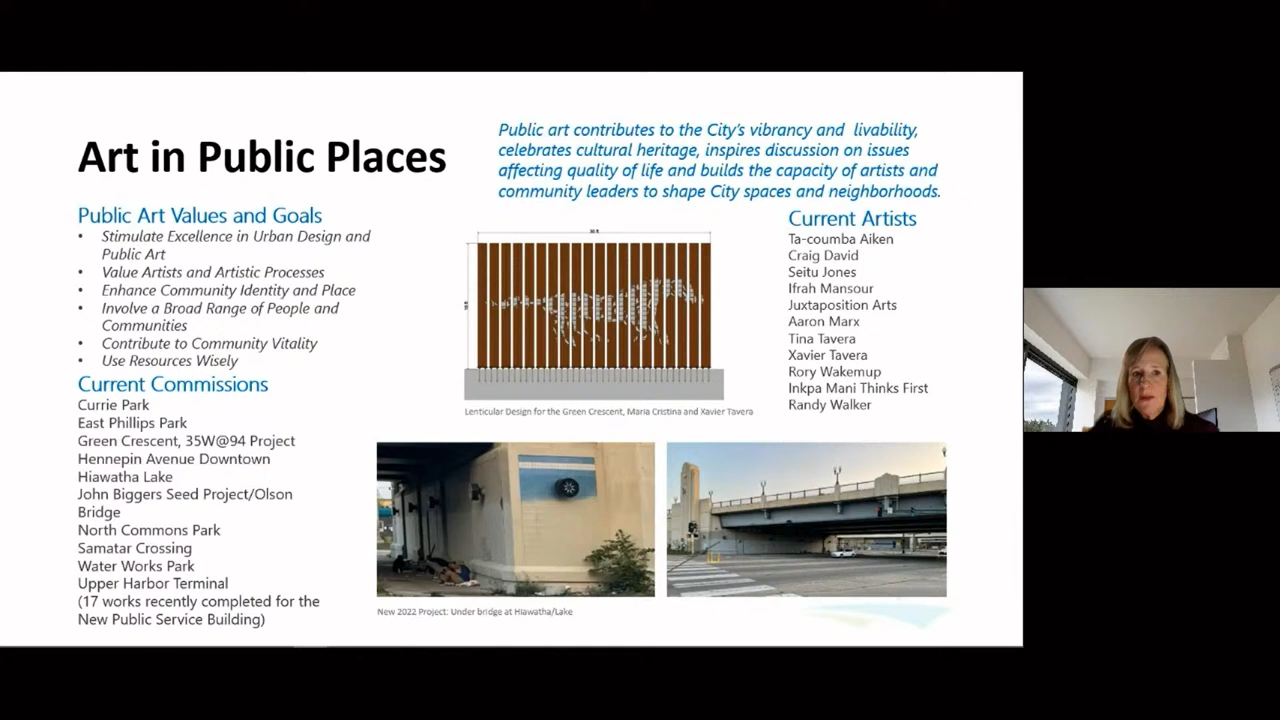 Art in Public Places
Public art contributes to the City's vibrancy and livability,
celebrates cultural heritage, inspires discussion on issues
affecting quality of life and builds the capacity of artists and
community leaders to shape City spaces and neighborhoods.
Public Art Values and Goals
• Stimulate Excellence in Urban Design and
Public Art
• Value Artists and Artistic Processes
• Enhance Community Identity and Place
• Involve a Broad Range of People and
Communities
• Contribute to Community Vitality
• Use Resources Wisely
Current Commissions
Currie Park
East Phillips Park
Green Crescent, 35W@94 Project
Hennepin Avenue Downtown
Hiawatha Lake
John Biggers Seed Project/Olson
Bridge
North Commons Park
Samatar Crossing
Water Works Park
Upper Harbor Terminal
(17 works recently completed for the
New Public Service Building)
Lenticular Design for the Green Crescent, Maria Cristina and Xavier Tavera
Current Artists
Ta-coumba Aiken
Craig David
Seitu Jones
Ifrah Mansour
Juxtaposition Arts
Aaron Marx
Tina Tavera
Xavier Tavera
Rory Wakemup
Inkpa Mani Thinks First
Randy Walker
New 2022 Project: Under bridge at Hiawatha/Lake